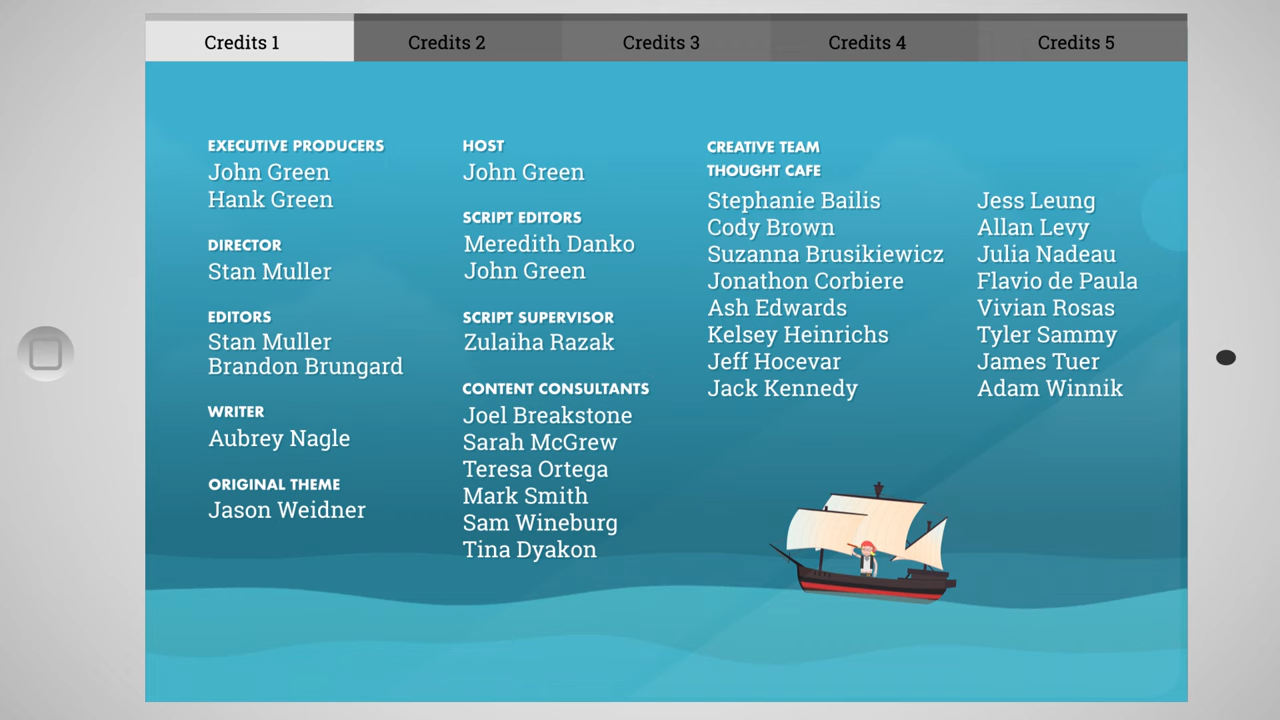 Credits 1
Credits 2
Credits 3
Credits 4
Credits 5
EXECUTIVE PRODUCERS
John Green
Hank Green
DIRECTOR
Stan Muller
EDITORS
Stan Muller
Brandon Brungard
WRITER
Aubrey Nagle
ORIGINAL THEME
Jason Weidner
HOST
John Green
SCRIPT EDITORS
Meredith Danko
John Green
SCRIPT SUPERVISOR
Zulaiha Razak
CONTENT CONSULTANTS
Joel Breakstone
Sarah McGrew
Teresa Ortega
Mark Smith
Sam Wineburg
Tina Dyakon
CREATIVE TEAM
THOUGHT CAFE
Stephanie Bailis
Cody Brown
Suzanna Brusikiewicz
Jonathon Corbiere
Ash Edwards
Kelsey Heinrichs
Jeff Hocevar
Jack Kennedy
Jess Leung
Allan Levy
Julia Nadeau
Flavio de Paula
Vivian Rosas
Tyler Sammy
James Tuer
Adam Winnik